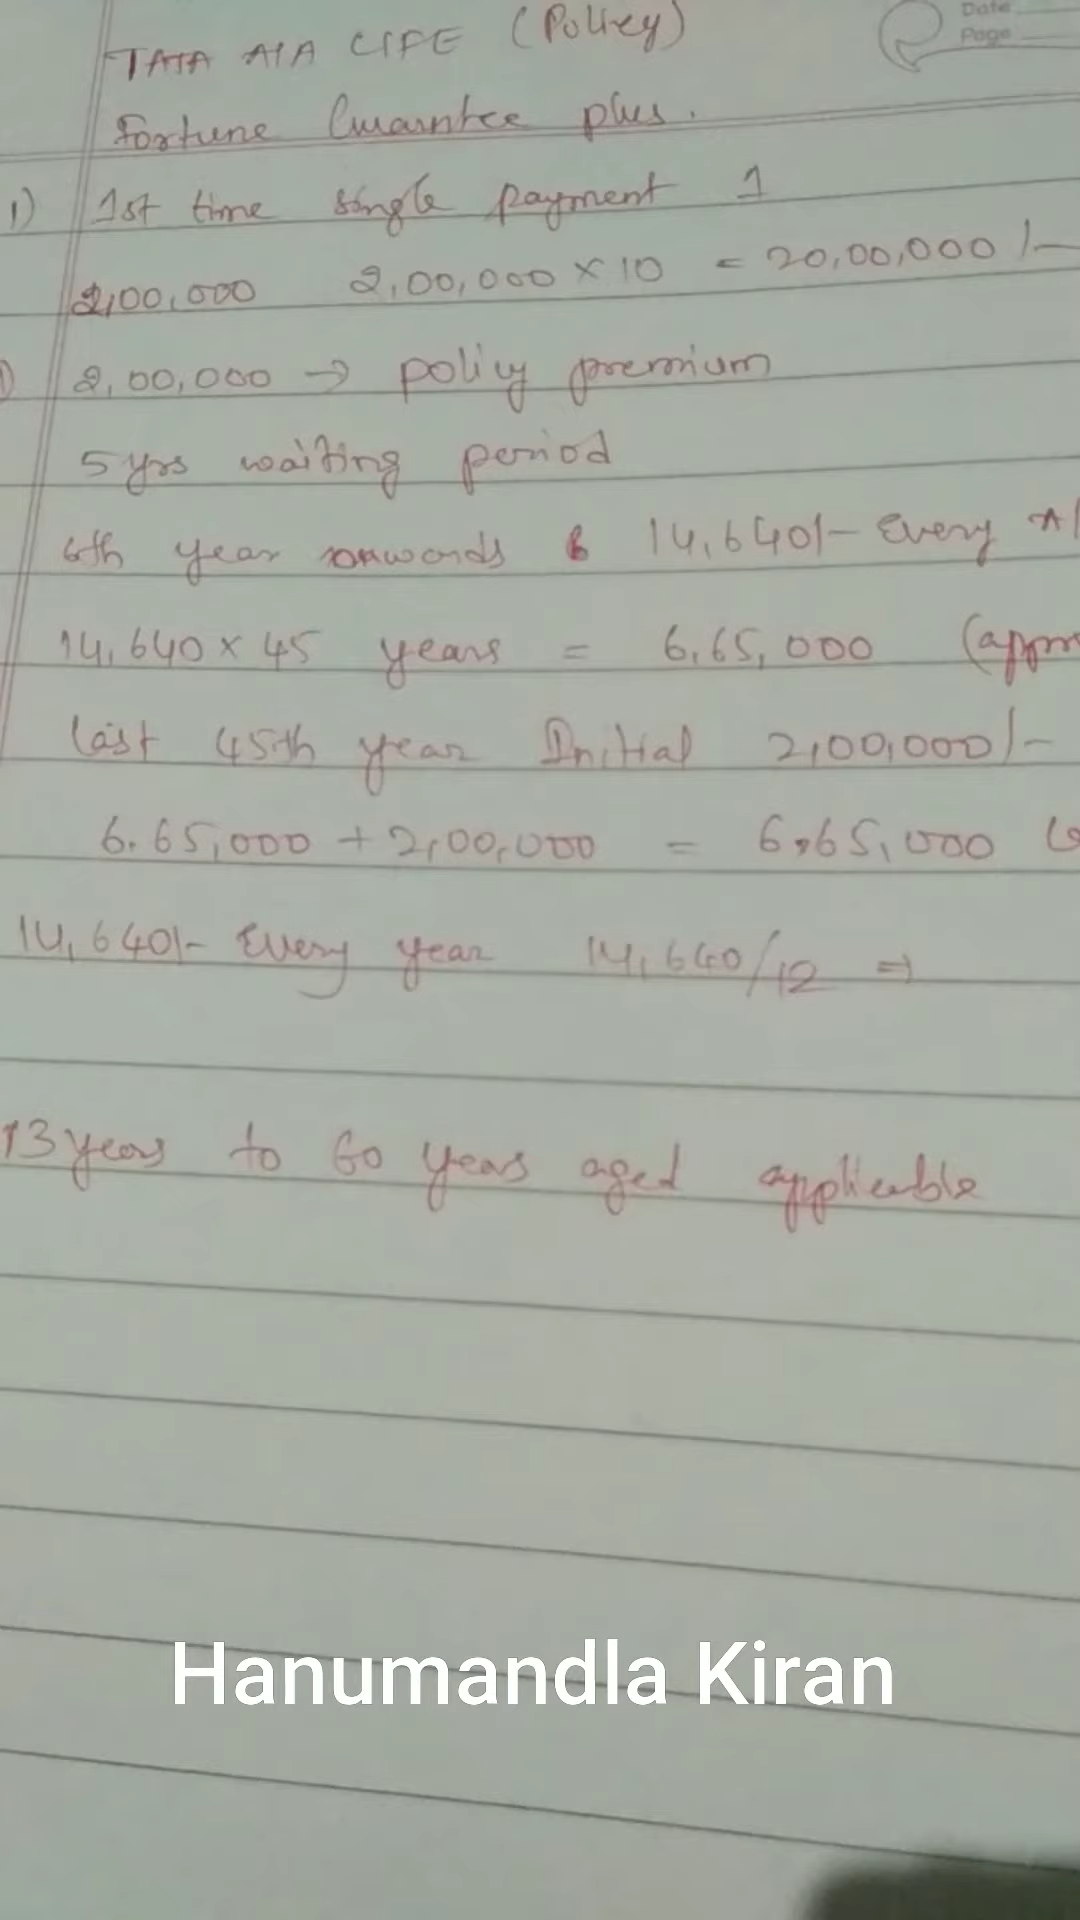 Date
Page
TATA AIA LIFE (Policy)
Fortune Guarntee plus.
1) 1st time single payment 1
2,00,000 2,00,000 × 10 = 20,00,000/-
2,00,000 → policy premium
5 yrs waiting period
6th year onwards 14,640/- Every
14,640 × 45 years = 6,65,000
last 45th year Initial 2,00,000/-
6.65,000 + 2,00,000 = 6,65,000
14,640/- Every year 14,640/12 ⇒
13 years to 60 years aged applicable
Hanumandla Kiran